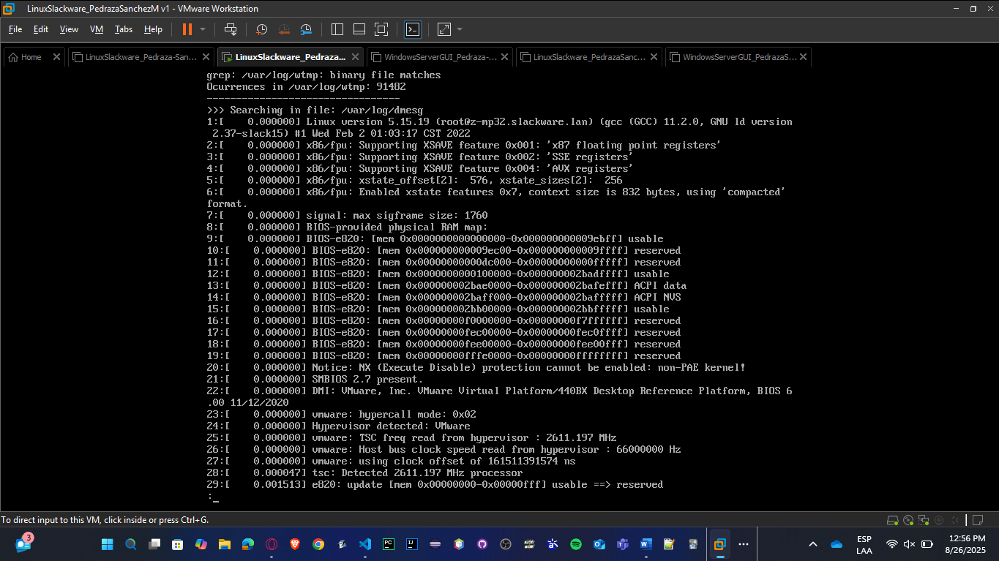 LinuxSlackware_PedrazaSanchezM v1 - VMware Workstation
File Edit View VM Tabs Help
Home LinuxSlackware_Pedraza-San... LinuxSlackware_Pedraza... WindowsServerGUI_Pedraza-... LinuxSlackware_PedrazaSanc... WindowsServerGUI_PedrazaS...
grep: /var/log/wtmp: binary file matches
Ocurrences in /var/log/wtmp: 91482
---------------------------------
>>> Searching in file: /var/log/dmesg
1:[    0.000000] Linux version 5.15.19 (root@z-mp32.slackware.lan) (gcc (GCC) 11.2.0, GNU ld version
 2.37-slack15) #1 Wed Feb 2 01:03:17 CST 2022
2:[    0.000000] x86/fpu: Supporting XSAVE feature 0x001: 'x87 floating point registers'
3:[    0.000000] x86/fpu: Supporting XSAVE feature 0x002: 'SSE registers'
4:[    0.000000] x86/fpu: Supporting XSAVE feature 0x004: 'AVX registers'
5:[    0.000000] x86/fpu: xstate_offset[2]:  576, xstate_sizes[2]:  256
6:[    0.000000] x86/fpu: Enabled xstate features 0x7, context size is 832 bytes, using 'compacted'
format.
7:[    0.000000] signal: max sigframe size: 1760
8:[    0.000000] BIOS-provided physical RAM map:
9:[    0.000000] BIOS-e820: [mem 0x0000000000000000-0x000000000009ebff] usable
10:[    0.000000] BIOS-e820: [mem 0x000000000009ec00-0x000000000009ffff] reserved
11:[    0.000000] BIOS-e820: [mem 0x00000000000dc000-0x00000000000fffff] reserved
12:[    0.000000] BIOS-e820: [mem 0x0000000000100000-0x000000002badffff] usable
13:[    0.000000] BIOS-e820: [mem 0x000000002bae0000-0x000000002bafefff] ACPI data
14:[    0.000000] BIOS-e820: [mem 0x000000002baff000-0x000000002bafffff] ACPI NVS
15:[    0.000000] BIOS-e820: [mem 0x000000002bb00000-0x000000002bbfffff] usable
16:[    0.000000] BIOS-e820: [mem 0x00000000f0000000-0x00000000f7ffffff] reserved
17:[    0.000000] BIOS-e820: [mem 0x00000000fec00000-0x00000000fec0ffff] reserved
18:[    0.000000] BIOS-e820: [mem 0x00000000fee00000-0x00000000fee00fff] reserved
19:[    0.000000] BIOS-e820: [mem 0x00000000fffe0000-0x00000000ffffffff] reserved
20:[    0.000000] Notice: NX (Execute Disable) protection cannot be enabled: non-PAE kernel!
21:[    0.000000] SMBIOS 2.7 present.
22:[    0.000000] DMI: VMware, Inc. VMware Virtual Platform/440BX Desktop Reference Platform, BIOS 6
.00 11/12/2020
23:[    0.000000] vmware: hypercall mode: 0x02
24:[    0.000000] Hypervisor detected: VMware
25:[    0.000000] vmware: TSC freq read from hypervisor : 2611.197 MHz
26:[    0.000000] vmware: Host bus clock speed read from hypervisor : 66000000 Hz
27:[    0.000000] vmware: using clock offset of 161511391574 ns
28:[    0.000047] tsc: Detected 2611.197 MHz processor
29:[    0.001513] e820: update [mem 0x00000000-0x00000fff] usable ==> reserved
:_
To direct input to this VM, click inside or press Ctrl+G.
3
ESP
LAA
12:56 PM
8/26/2025